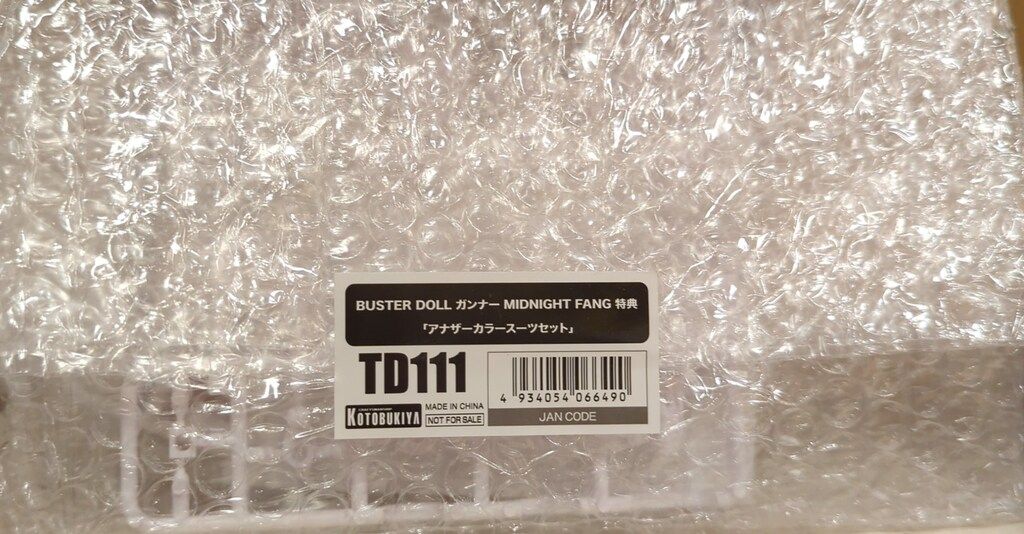 BUSTER DOLL ガンナー MIDNIGHT FANG 特典
「アナザーカラースーツセット」
TD111
KOTOBUKIYA
MADE IN CHINA
NOT FOR SALE
4 934054 066490
JAN CODE